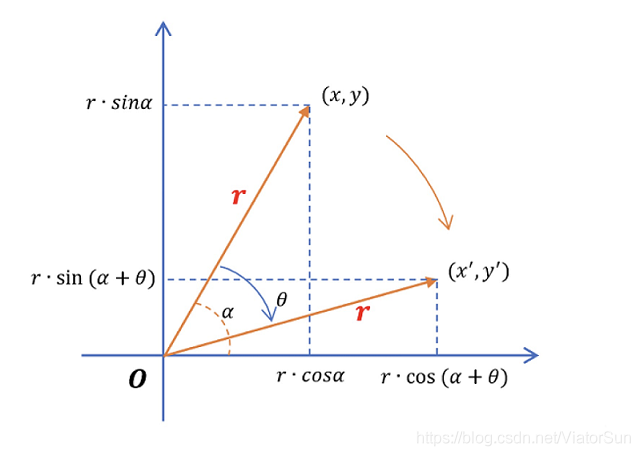 r · sinα
(x, y)
r
r · sin (α + θ)
(x′, y′)
θ
α
r
O
r · cosα
r · cos (α + θ)
https://blog.csdn.net/ViatorSun